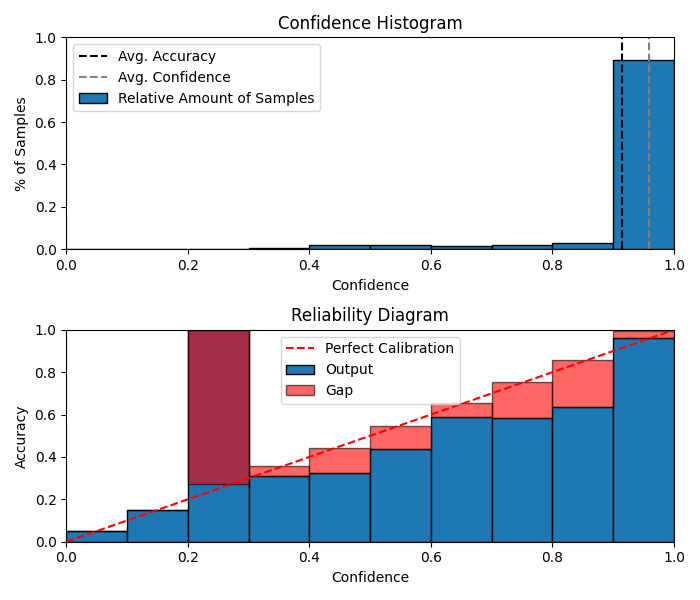 Confidence Histogram
1.0
0.8
0.6
0.4
0.2
0.0
% of Samples
Avg. Accuracy
Avg. Confidence
Relative Amount of Samples
0.0 0.2 0.4 0.6 0.8 1.0
Confidence
Reliability Diagram
1.0
0.8
0.6
0.4
0.2
0.0
Accuracy
Perfect Calibration
Output
Gap
0.0 0.2 0.4 0.6 0.8 1.0
Confidence